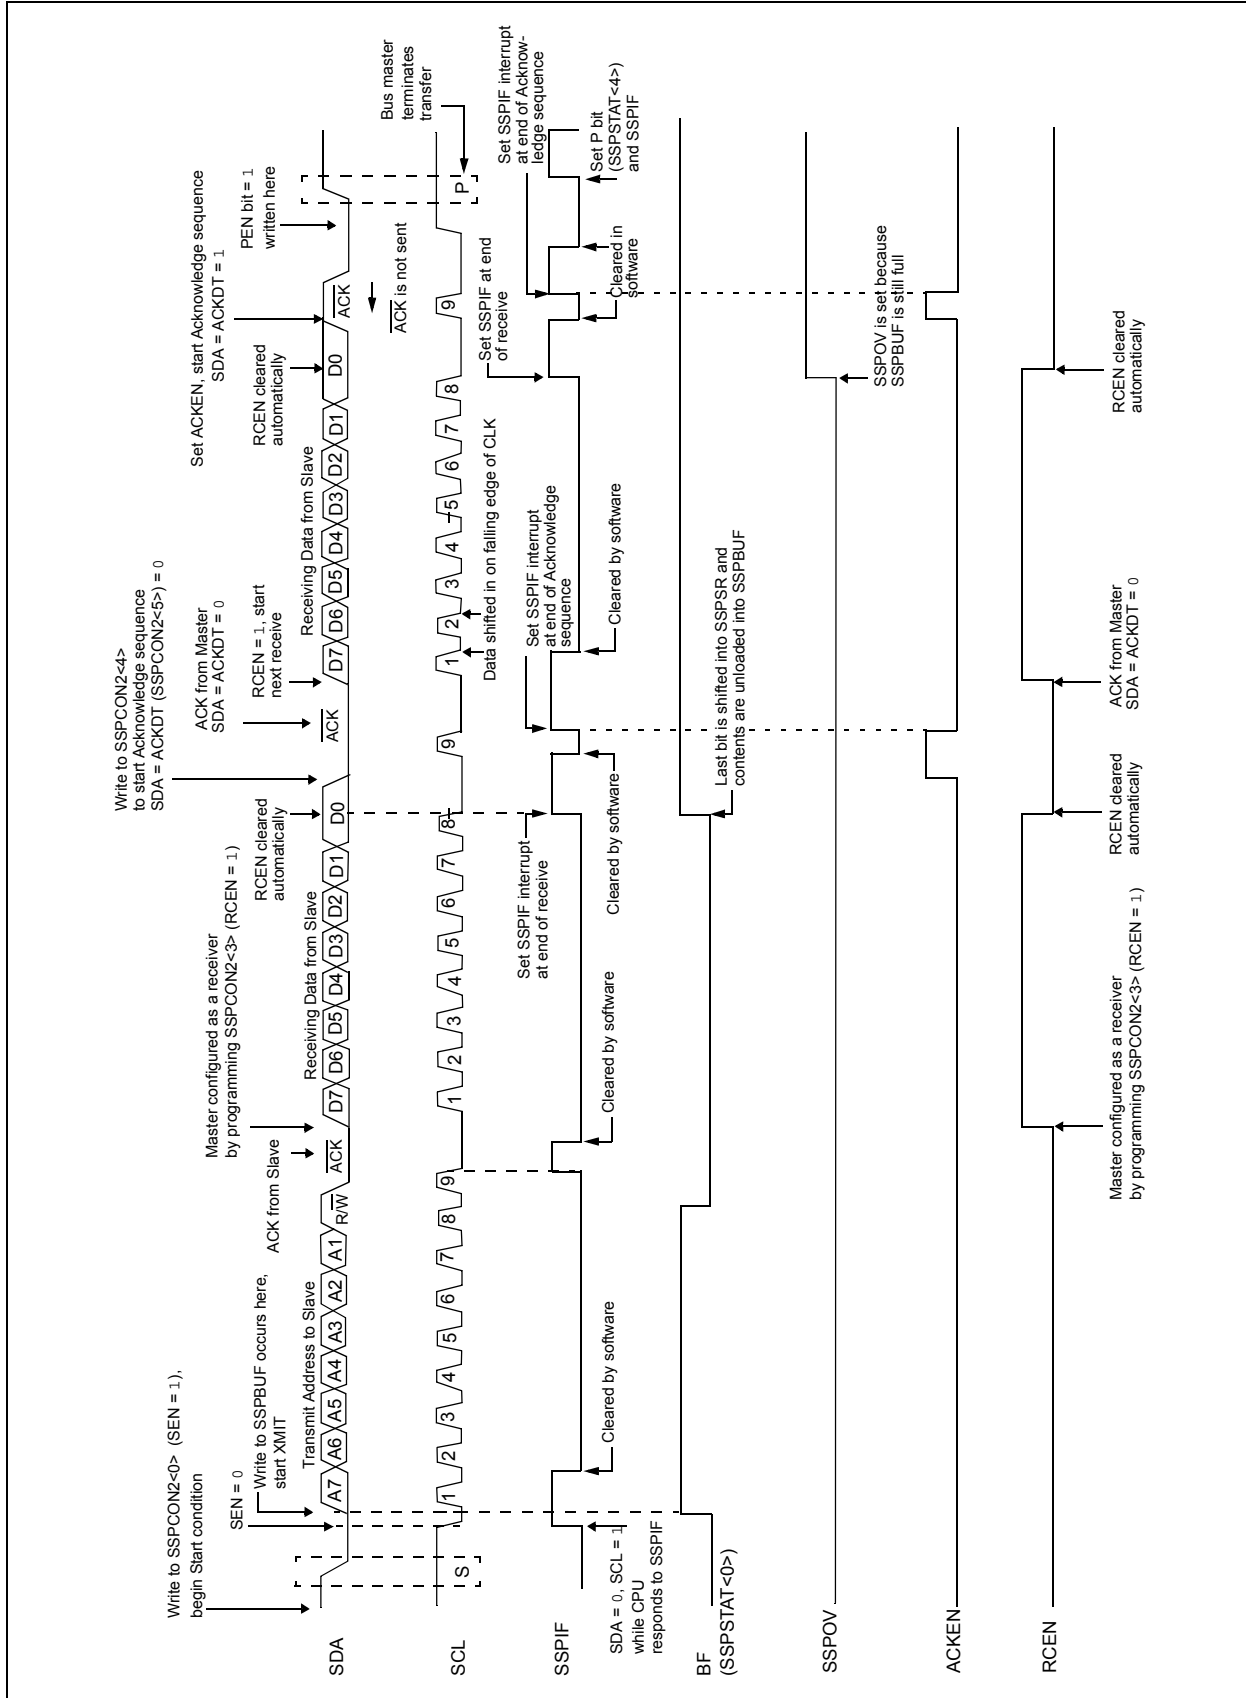 Write to SSPCON2<0> (SEN = 1),
begin Start condition
SEN = 0
Write to SSPBUF occurs here,
start XMIT
ACK from Slave
Master configured as a receiver
by programming SSPCON2<3> (RCEN = 1)
RCEN cleared
automatically
Write to SSPCON2<4>
to start Acknowledge sequence
SDA = ACKDT (SSPCON2<5>) = 0
ACK from Master
SDA = ACKDT = 0
RCEN = 1, start
next receive
RCEN cleared
automatically
Set ACKEN, start Acknowledge sequence
SDA = ACKDT = 1
PEN bit = 1
written here
Transmit Address to Slave
Receiving Data from Slave
Receiving Data from Slave
SDA
A7 A6 A5 A4 A3 A2 A1 R/W ACK D7 D6 D5 D4 D3 D2 D1 D0 ACK D7 D6 D5 D4 D3 D2 D1 D0 ACK
ACK is not sent
Bus master
terminates
transfer
SCL
S 1 2 3 4 5 6 7 8 9 1 2 3 4 5 6 7 8 9 1 2 3 4 5 6 7 8 9 P
Data shifted in on falling edge of CLK
Set SSPIF interrupt
at end of receive
Set SSPIF interrupt
at end of Acknowledge
sequence
Set SSPIF at end
of receive
Set SSPIF interrupt
at end of Acknow-
ledge sequence
SSPIF
SDA = 0, SCL = 1
while CPU
responds to SSPIF
Cleared by software
Cleared by software
Cleared by software
Cleared by software
Cleared in
software
Set P bit
(SSPSTAT<4>)
and SSPIF
BF
(SSPSTAT<0>)
Last bit is shifted into SSPSR and
contents are unloaded into SSPBUF
SSPOV
SSPOV is set because
SSPBUF is still full
ACKEN
RCEN
Master configured as a receiver
by programming SSPCON2<3> (RCEN = 1)
RCEN cleared
automatically
ACK from Master
SDA = ACKDT = 0
RCEN cleared
automatically